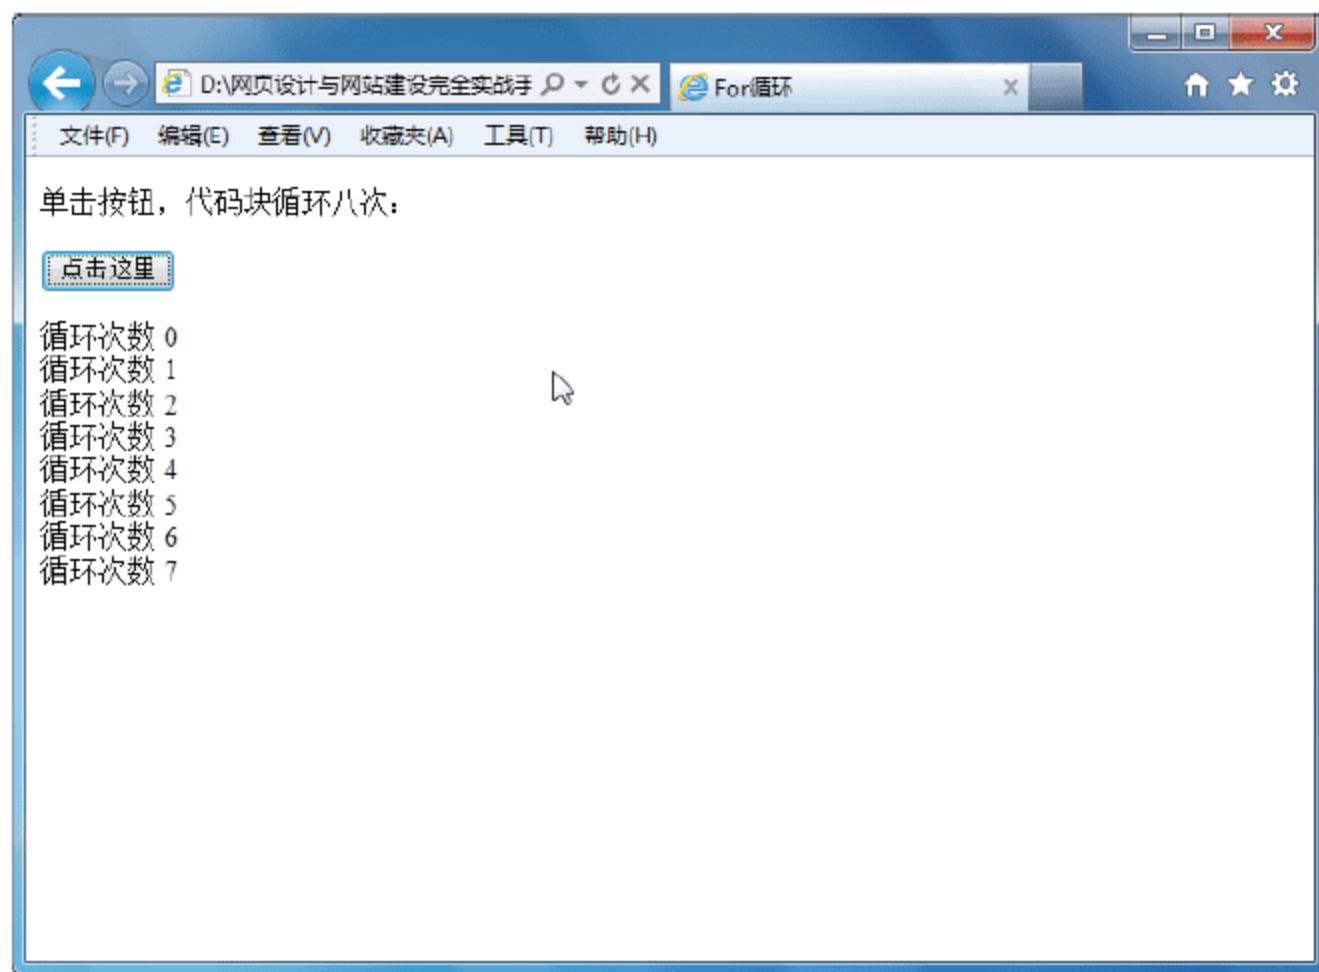 D:\网页设计与网站建设完全实战手
For循环
文件(F) 编辑(E) 查看(V) 收藏夹(A) 工具(T) 帮助(H)
单击按钮，代码块循环八次：
点击这里
循环次数 0
循环次数 1
循环次数 2
循环次数 3
循环次数 4
循环次数 5
循环次数 6
循环次数 7